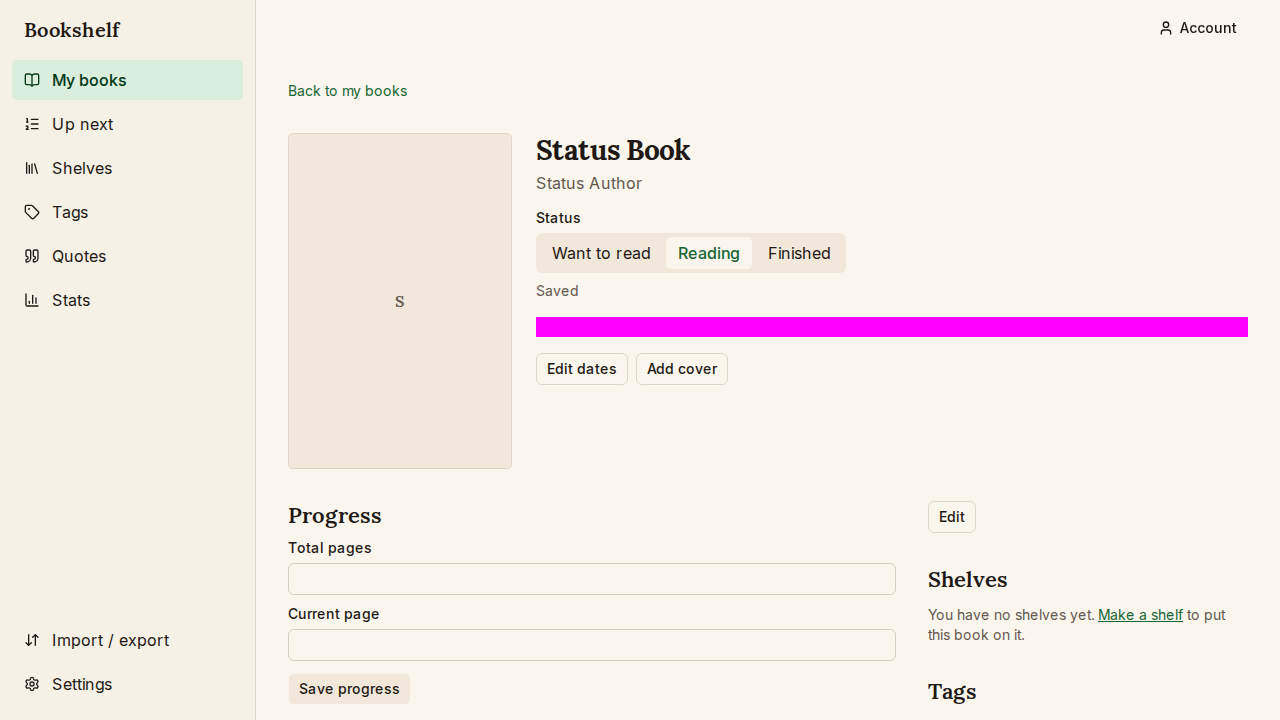 Bookshelf
Account
My books
Up next
Shelves
Tags
Quotes
Stats
Import / export
Settings
Back to my books
S
Status Book
Status Author
Status
Want to read Reading Finished
Saved
Edit dates Add cover
Progress
Total pages
Current page
Save progress
Edit
Shelves
You have no shelves yet. Make a shelf to put
this book on it.
Tags